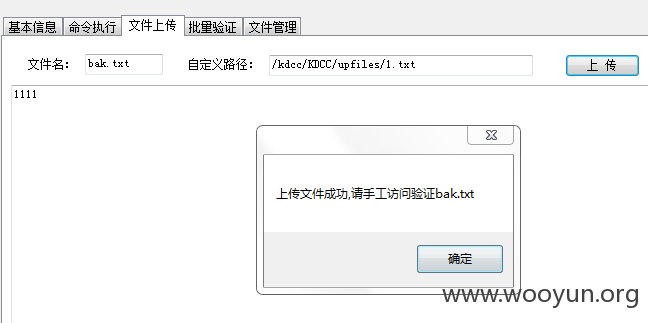 基本信息 命令执行 文件上传 批量验证 文件管理
文件名： bak.txt 自定义路径： /kdcc/KDCC/upfiles/1.txt 上 传
1111
上传文件成功,请手工访问验证bak.txt
确定
www.wooyun.org